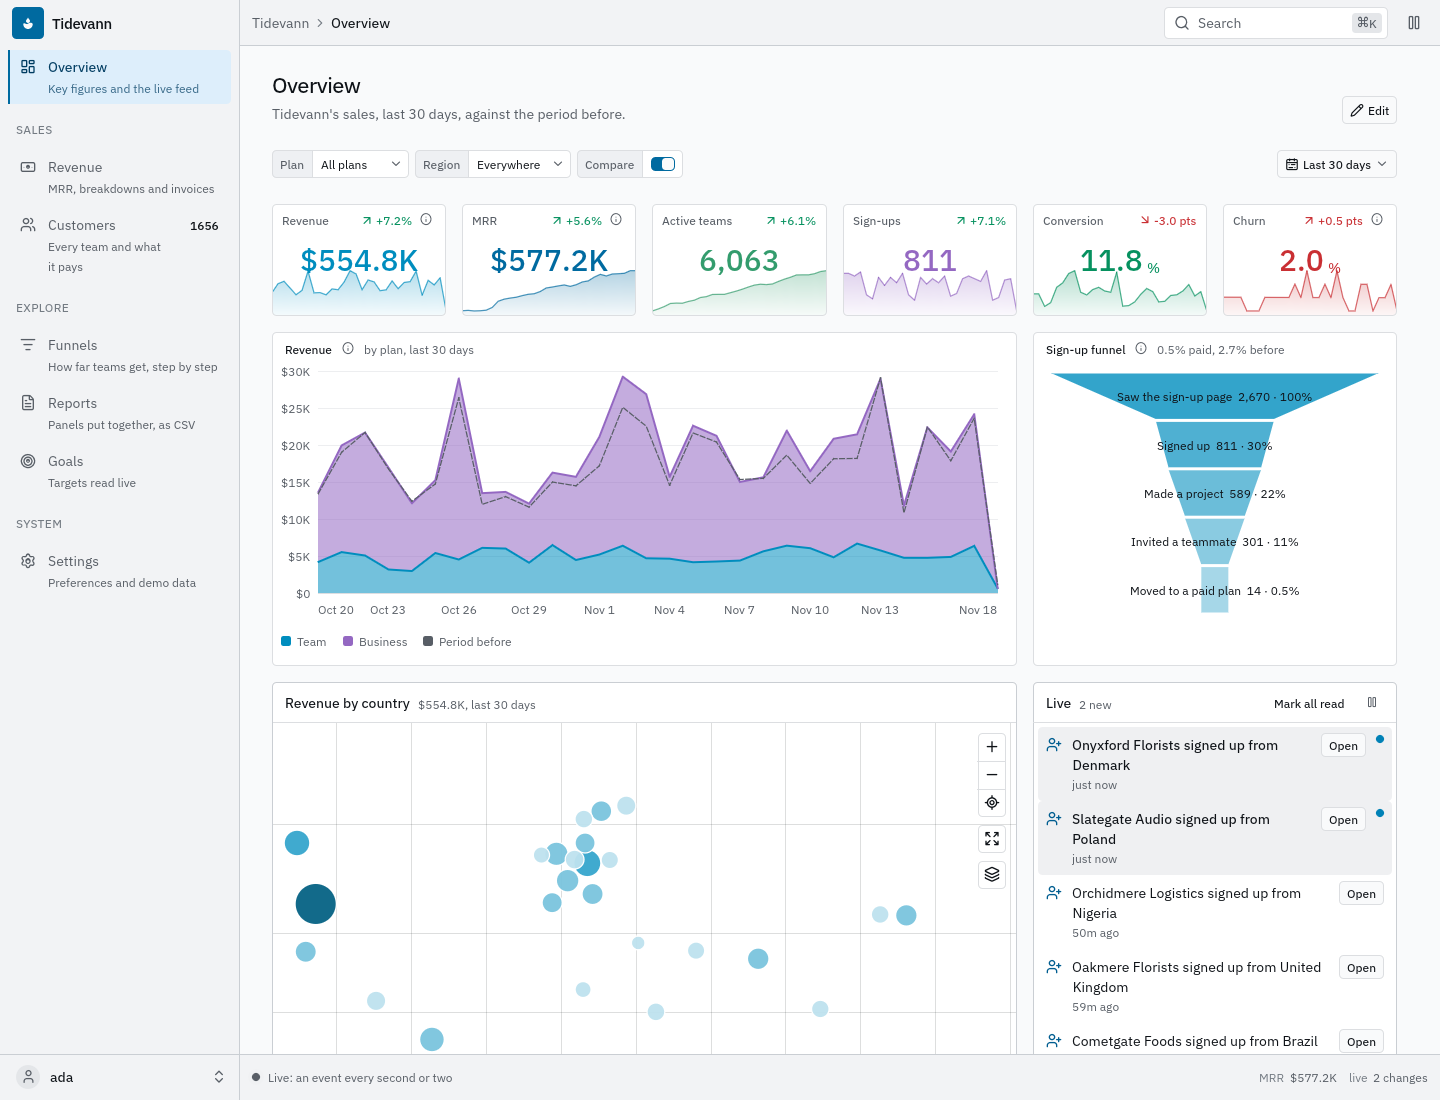 Tidevann
Overview
Key figures and the live feed
SALES
Revenue
MRR, breakdowns and invoices
Customers 1656
Every team and what
it pays
EXPLORE
Funnels
How far teams get, step by step
Reports
Panels put together, as CSV
Goals
Targets read live
SYSTEM
Settings
Preferences and demo data
ada
Tidevann > Overview
Search ⌘K
Overview
Tidevann's sales, last 30 days, against the period before.
Edit
Plan All plans
Region Everywhere
Compare
Last 30 days
Revenue +7.2%
$554.8K
MRR +5.6%
$577.2K
Active teams +6.1%
6,063
Sign-ups +7.1%
811
Conversion -3.0 pts
11.8 %
Churn +0.5 pts
2.0 %
Revenue by plan, last 30 days
$30K
$25K
$20K
$15K
$10K
$5K
$0
Oct 20 Oct 23 Oct 26 Oct 29 Nov 1 Nov 4 Nov 7 Nov 10 Nov 13 Nov 18
Team Business Period before
Sign-up funnel 0.5% paid, 2.7% before
Saw the sign-up page 2,670 · 100%
Signed up 811 · 30%
Made a project 589 · 22%
Invited a teammate 301 · 11%
Moved to a paid plan 14 · 0.5%
Revenue by country $554.8K, last 30 days
Live 2 new Mark all read
Onyxford Florists signed up from
Denmark
just now
Open
Slategate Audio signed up from
Poland
just now
Open
Orchidmere Logistics signed up from
Nigeria
50m ago
Open
Oakmere Florists signed up from United
Kingdom
59m ago
Open
Cometgate Foods signed up from Brazil
Open
Live: an event every second or two
MRR $577.2K live 2 changes